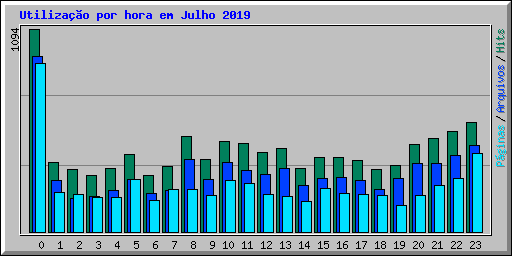 Utilização por hora em Julho 2019
1094
Páginas / Arquivos / Hits
0 1 2 3 4 5 6 7 8 9 10 11 12 13 14 15 16 17 18 19 20 21 22 23